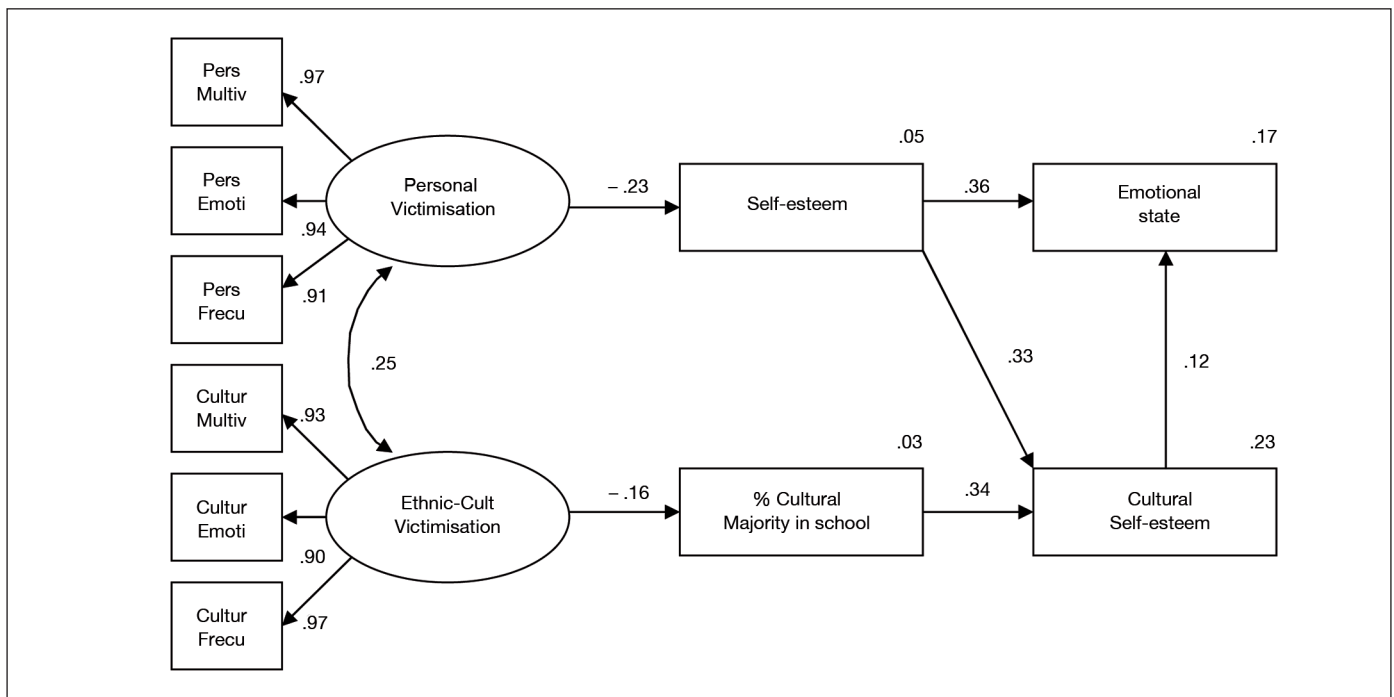 Pers
Multiv
.97
Pers
Emoti
.94
Pers
Frecu
.91
Personal
Victimisation
– .23
.05
Self-esteem
.36
.17
Emotional
state
.25
.33
.12
Cultur
Multiv
.93
Cultur
Emoti
.90
Cultur
Frecu
.97
Ethnic-Cult
Victimisation
– .16
.03
% Cultural
Majority in school
.34
.23
Cultural
Self-esteem